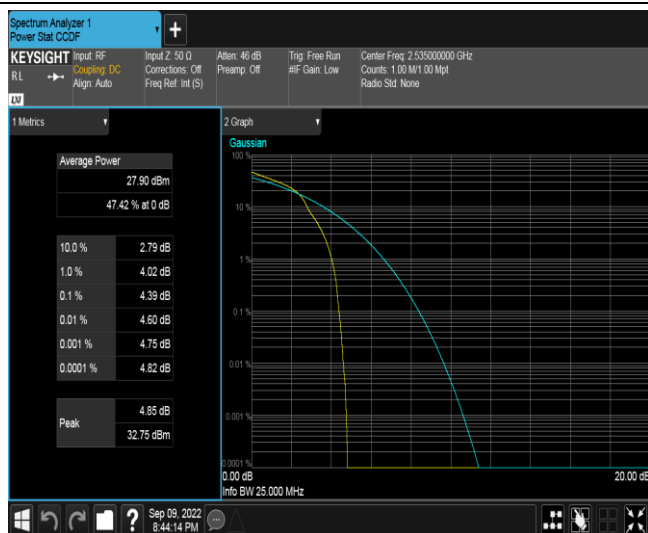 Spectrum Analyzer 1
Power Stat CCDF
+
KEYSIGHT
RL
LXI
Input: RF
Coupling: DC
Align: Auto
Input Z: 50 Ω
Corrections: Off
Freq Ref: Int (S)
Atten: 46 dB
Preamp: Off
Trig: Free Run
#IF Gain: Low
Center Freq: 2.535000000 GHz
Counts: 1.00 M/1.00 Mpt
Radio Std: None
1 Metrics
Average Power
27.90 dBm
47.42 % at 0 dB
10.0 % 2.79 dB
1.0 % 4.02 dB
0.1 % 4.39 dB
0.01 % 4.60 dB
0.001 % 4.75 dB
0.0001 % 4.82 dB
Peak
4.85 dB
32.75 dBm
2 Graph
Gaussian
100 %
10 %
1 %
0.1 %
0.01 %
0.001 %
0.0001 %
0.00 dB
20.00 dB
Info BW 25.000 MHz
?
Sep 09, 2022
8:44:14 PM